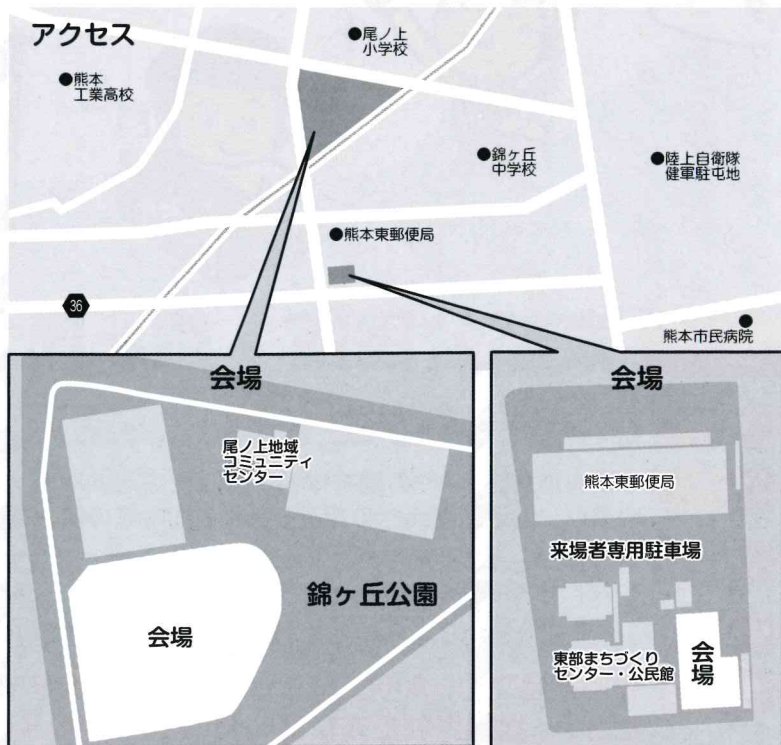 アクセス
尾ノ上
小学校
熊本
工業高校
錦ヶ丘
中学校
陸上自衛隊
健軍駐屯地
熊本東郵便局
36
熊本市民病院
会場
尾ノ上地域
コミュニティ
センター
錦ヶ丘公園
会場
会場
熊本東郵便局
来場者専用駐車場
東部まちづくり
センター・公民館
会場